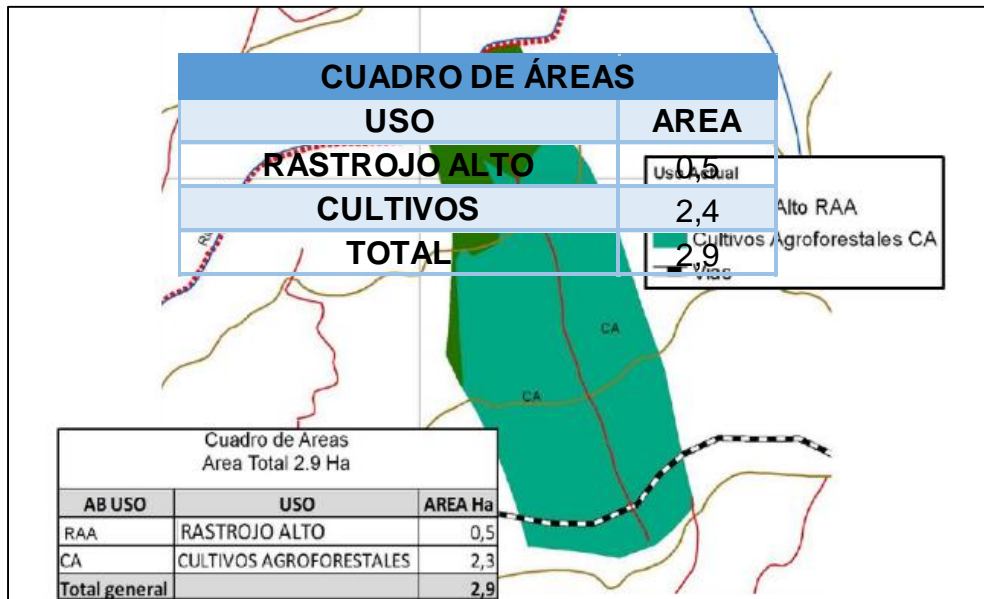 CUADRO DE ÁREAS
USO AREA
RASTROJO ALTO 0,5
CULTIVOS 2,4
TOTAL 2,9
Uso Actual
Alto RAA
Cultivos Agroforestales CA
Vías
CA
CA
Cuadro de Areas
Area Total 2.9 Ha
AB USO USO AREA Ha
RAA RASTROJO ALTO 0,5
CA CULTIVOS AGROFORESTALES 2,3
Total general 2,9